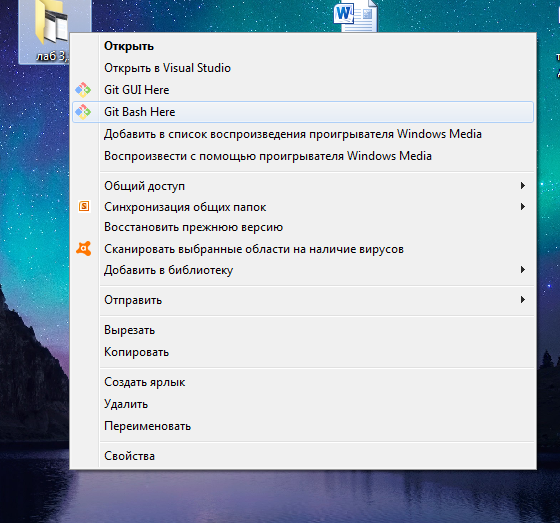 лаб 3,
Открыть
Открыть в Visual Studio
Git GUI Here
Git Bash Here
Добавить в список воспроизведения проигрывателя Windows Media
Воспроизвести с помощью проигрывателя Windows Media
Общий доступ
Синхронизация общих папок
Восстановить прежнюю версию
Сканировать выбранные области на наличие вирусов
Добавить в библиотеку
Отправить
Вырезать
Копировать
Создать ярлык
Удалить
Переименовать
Свойства